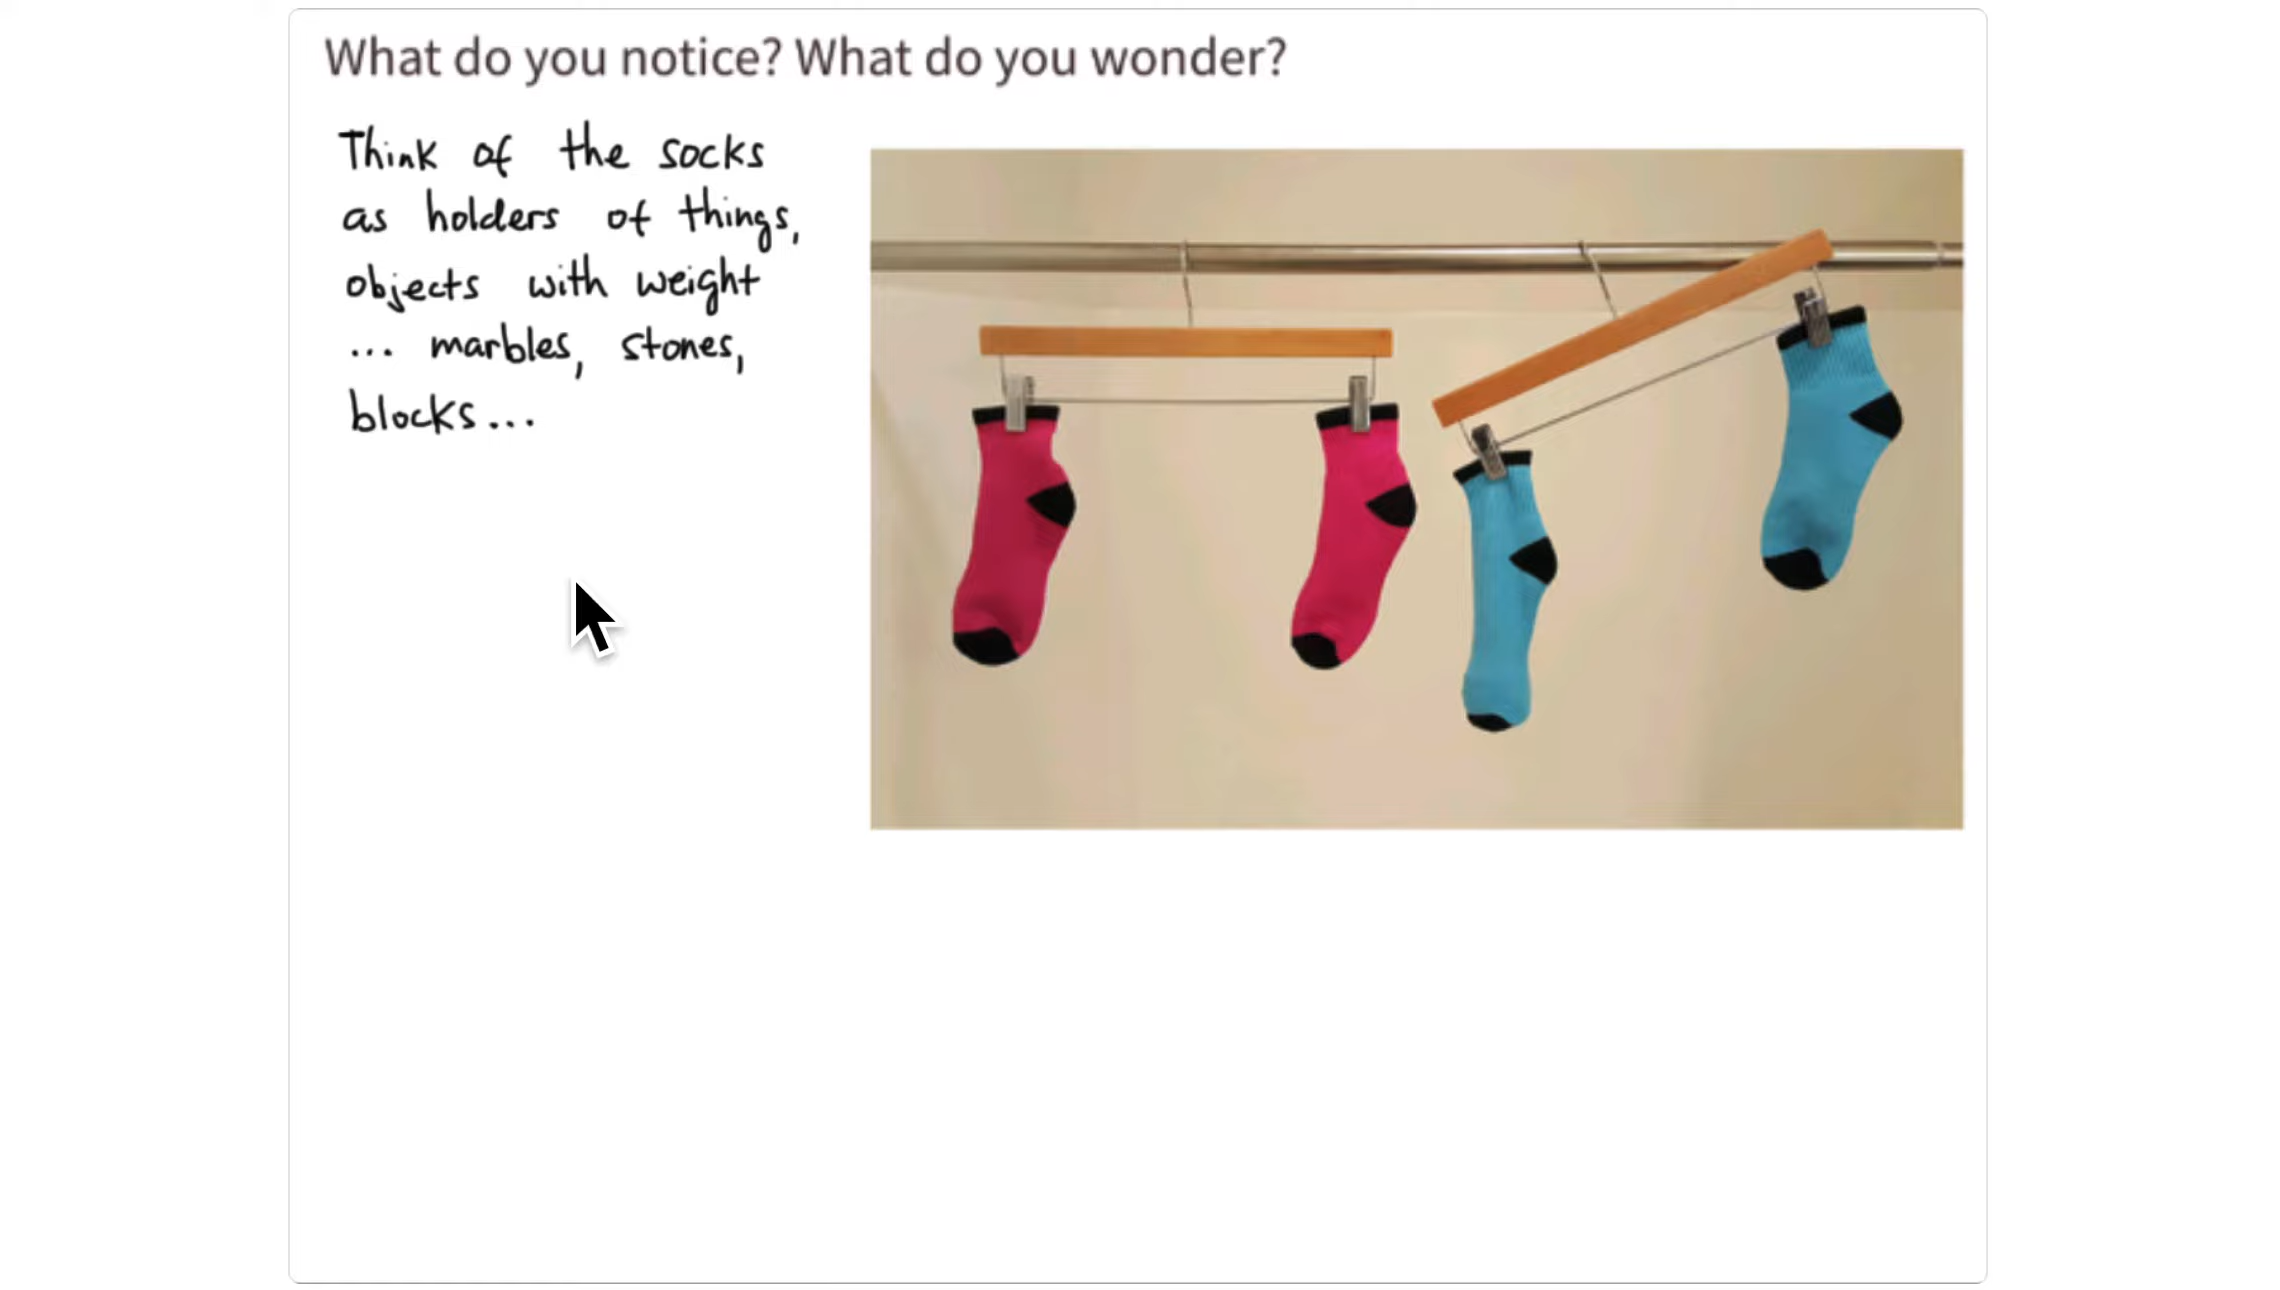 What do you notice? What do you wonder?
Think of the socks
as holders of things,
objects with weight
... marbles, stones,
blocks...